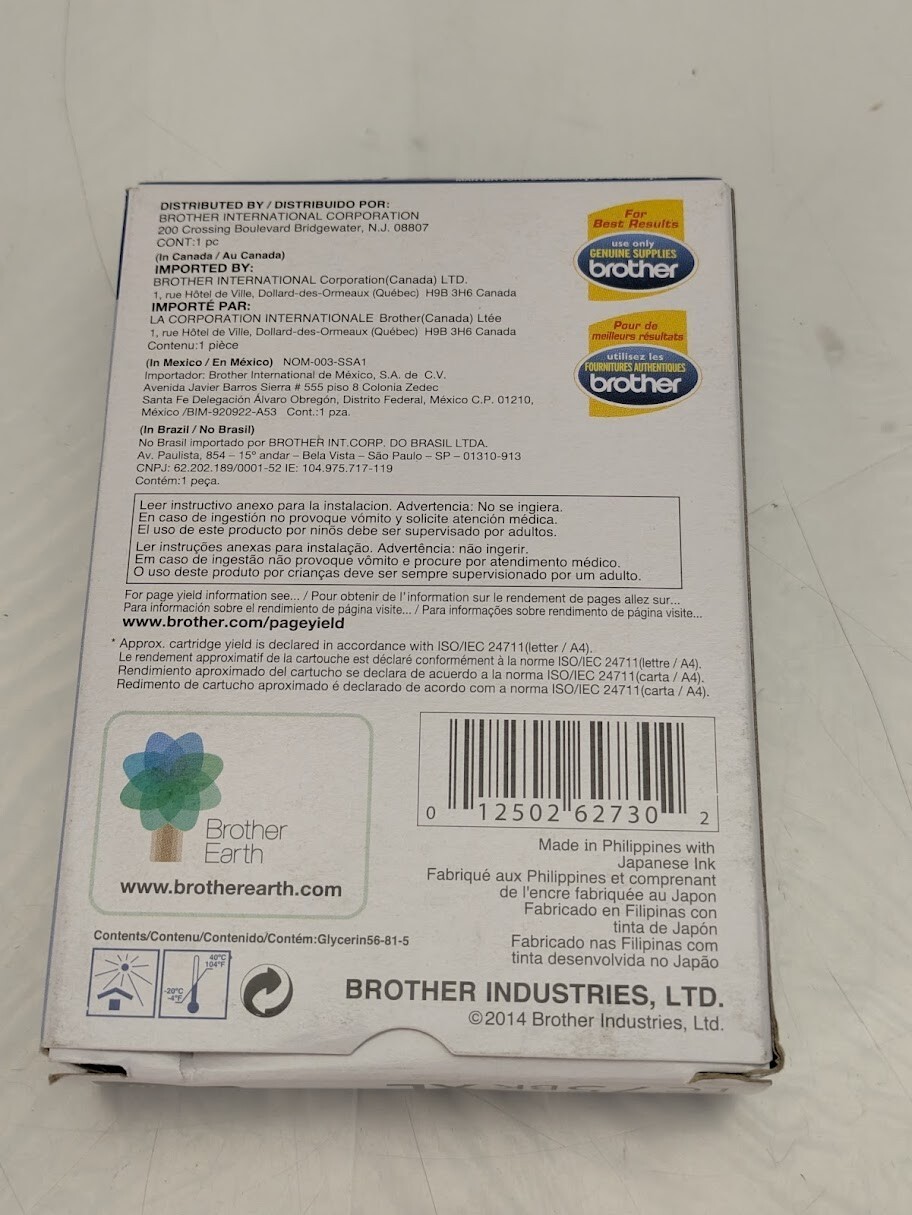 DISTRIBUTED BY / DISTRIBUIDO POR:
BROTHER INTERNATIONAL CORPORATION
200 Crossing Boulevard Bridgewater, N.J. 08807
CONT:1 pc
(In Canada / Au Canada)
IMPORTED BY:
BROTHER INTERNATIONAL Corporation(Canada) LTD.
1, rue Hôtel de Ville, Dollard-des-Ormeaux (Québec) H9B 3H6 Canada
IMPORTÉ PAR:
LA CORPORATION INTERNATIONALE Brother(Canada) Ltée
1, rue Hôtel de Ville, Dollard-des-Ormeaux (Québec) H9B 3H6 Canada
Contenu:1 pièce
(In Mexico / En México) NOM-003-SSA1
Importador: Brother International de México, S.A. de C.V.
Avenida Javier Barros Sierra # 555 piso 8 Colonia Zedec
Santa Fe Delegación Álvaro Obregón, Distrito Federal, México C.P. 01210,
México /BIM-920922-A53 Cont.:1 pza.
(In Brazil / No Brasil)
No Brasil importado por BROTHER INT.CORP. DO BRASIL LTDA.
Av. Paulista, 854 – 15º andar – Bela Vista – São Paulo – SP – 01310-913
CNPJ: 62.202.189/0001-52 IE: 104.975.717-119
Contém:1 peça.
For
Best Results
use only
GENUINE SUPPLIES
brother
Pour de
meilleurs résultats
utilisez les
FOURNITURES AUTHENTIQUES
brother
Leer instructivo anexo para la instalacion. Advertencia: No se ingiera.
En caso de ingestión no provoque vómito y solicite atención médica.
El uso de este producto por ninõs debe ser supervisado por adultos.
Ler instruções anexas para instalação. Advertência: não ingerir.
Em caso de ingestão não provoque vômito e procure por atendimento médico.
O uso deste produto por crianças deve ser sempre supervisionado por um adulto.
For page yield information see... / Pour obtenir de l'information sur le rendement de pages allez sur...
Para información sobre el rendimiento de página visite... / Para informações sobre rendimento de página visite...
www.brother.com/pageyield
* Approx. cartridge yield is declared in accordance with ISO/IEC 24711(letter / A4).
Le rendement approximatif de la cartouche est déclaré conformément à la norme ISO/IEC 24711(lettre / A4).
Rendimiento aproximado del cartucho se declara de acuerdo a la norma ISO/IEC 24711(carta / A4).
Redimento de cartucho aproximado é declarado de acordo com a norma ISO/IEC 24711(carta / A4).
Brother
Earth
www.brotherearth.com
0 12502 62730 2
Made in Philippines with
Japanese Ink
Fabriqué aux Philippines et comprenant
de l'encre fabriquée au Japon
Fabricado en Filipinas con
tinta de Japón
Fabricado nas Filipinas com
tinta desenvolvida no Japão
Contents/Contenu/Contenido/Contém:Glycerin56-81-5
40°C
104°F
-20°C
-4°F
BROTHER INDUSTRIES, LTD.
©2014 Brother Industries, Ltd.